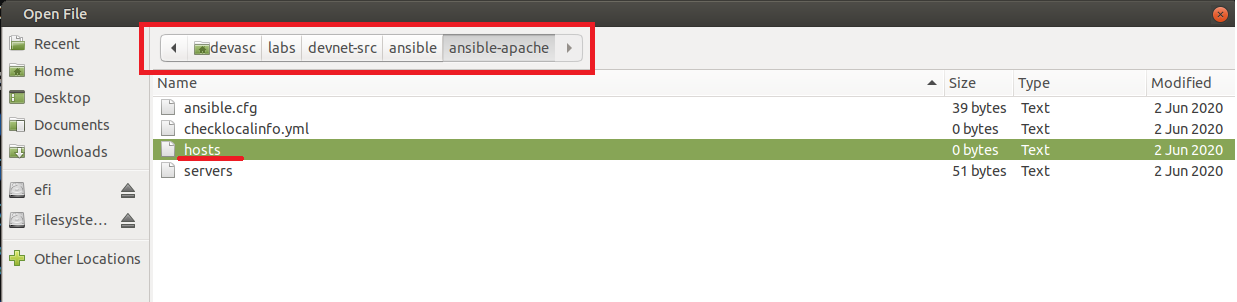 Open File
Recent
Home
Desktop
Documents
Downloads
efi
Filesyste...
Other Locations
devasc labs devnet-src ansible ansible-apache
Name Size Type Modified
ansible.cfg 39 bytes Text 2 Jun 2020
checklocalinfo.yml 0 bytes Text 2 Jun 2020
hosts 0 bytes Text 2 Jun 2020
servers 51 bytes Text 2 Jun 2020